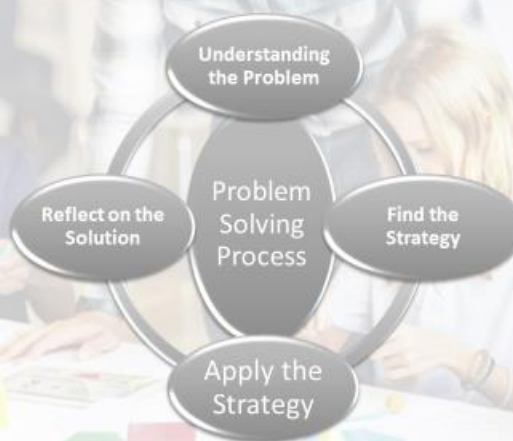 Understanding
the Problem
Problem
Solving
Process
Reflect on the
Solution
Find the
Strategy
Apply the
Strategy